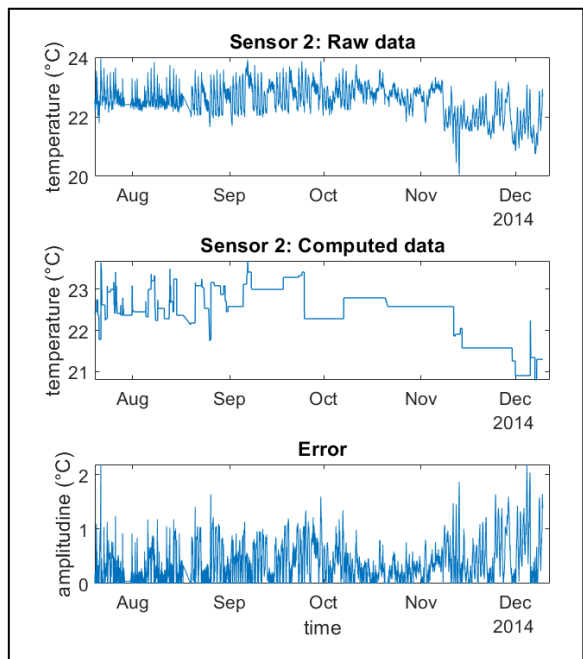 Sensor 2: Raw data
temperature (°C)
24
22
20
Aug Sep Oct Nov Dec
2014
Sensor 2: Computed data
temperature (°C)
23
22
21
Aug Sep Oct Nov Dec
2014
Error
amplitudine (°C)
2
1
0
Aug Sep Oct Nov Dec
time 2014